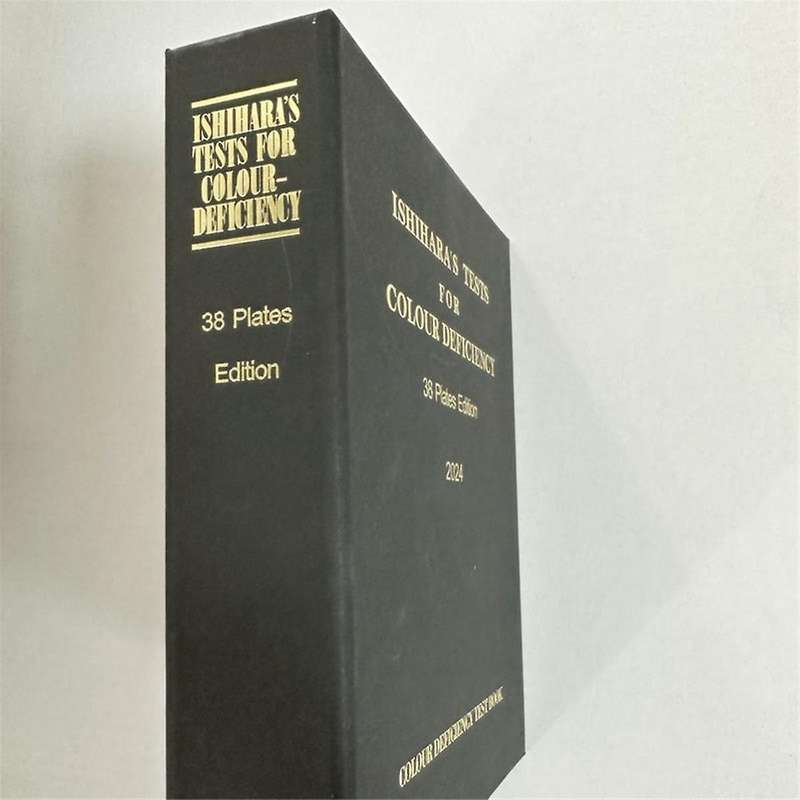 ISHIHARA'S
TESTS FOR
COLOUR-
DEFICIENCY
38 Plates
Edition
ISHIHARA'S TESTS
FOR
COLOUR DEFICIENCY
38 Plates Edition
2024
COLOUR DEFICIENCY TEST BOOK